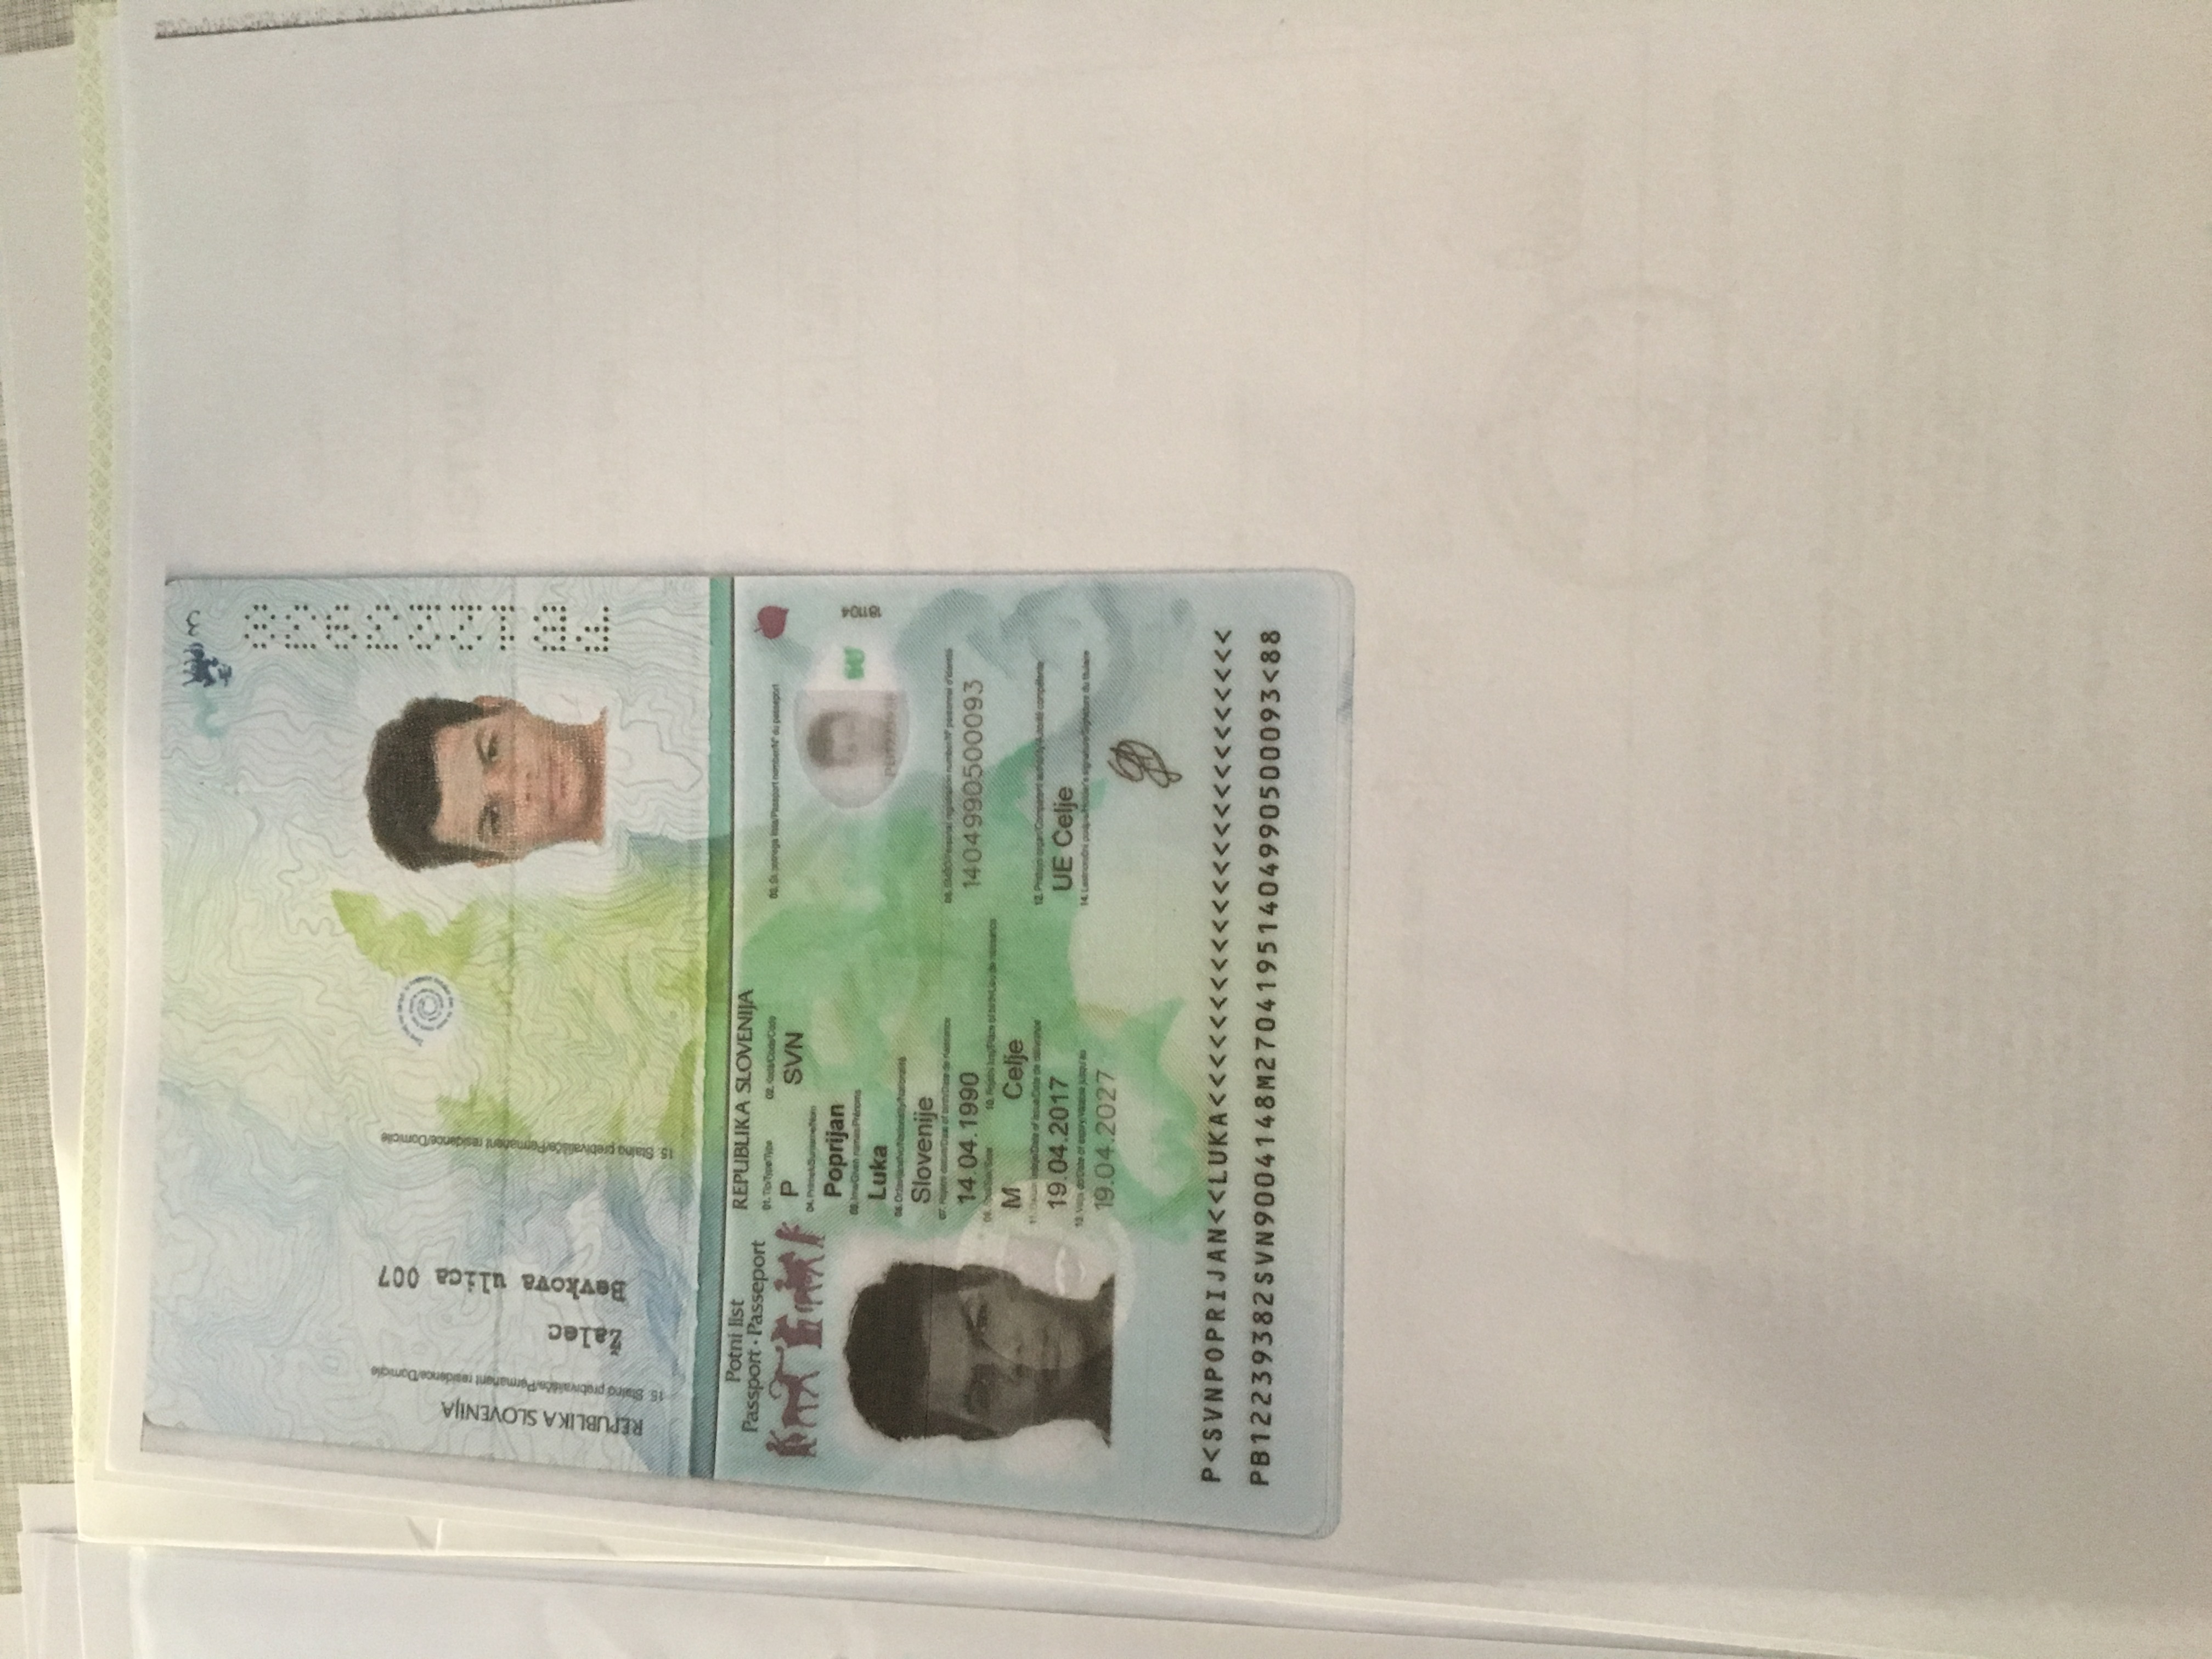 REPUBLIKA SLOVENIJA
15. Stalno prebivališče/Permanent residence/Domicile
Žalec
Bevkova ulica 007
15. Stalno prebivališče/Permanent residence/Domicile
3
Potni list
Passport · Passeport
REPUBLIKA SLOVENIJA
01. Tip/Type/Type
02. Koda/Code/Code
03. Št. potnega lista/Passport number/N° du passeport
P
SVN
04. Priimek/Surname/Nom
Poprijan
05. Ime/Given names/Prénoms
Luka
06. Državljanstvo/Nationality/Nationalité
Slovenije
181104
07. Rojstni datum/Date of birth/Date de naissance
08. EMŠO/Personal registration number/N° personnel d'identité
14.04.1990
1404990500093
10. Rojstni kraj/Place of birth/Lieu de naissance
M
Celje
11. Datum izdaje/Date of issue/Date de délivrance
12. Pristojni organ/Competent authority/Autorité compétente
19.04.2017
UE Celje
13. Velja do/Date of expiry/Valable jusqu'au
14. Lastnoročni podpis/Holder's signature/Signature du titulaire
19.04.2027
P<SVNPOPRIJAN<<LUKA<<<<<<<<<<<<<<<<<<<<<<<<<
PB12239382SVN9004148M27041951404990500093<88